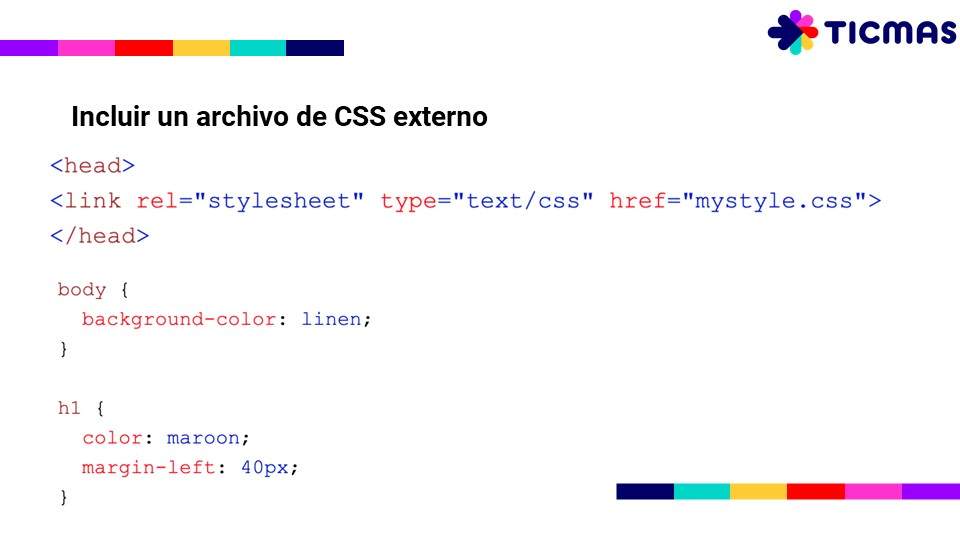 TICMAS
Incluir un archivo de CSS externo
<head>
<link rel="stylesheet" type="text/css" href="mystyle.css">
</head>
body {
  background-color: linen;
}
h1 {
  color: maroon;
  margin-left: 40px;
}